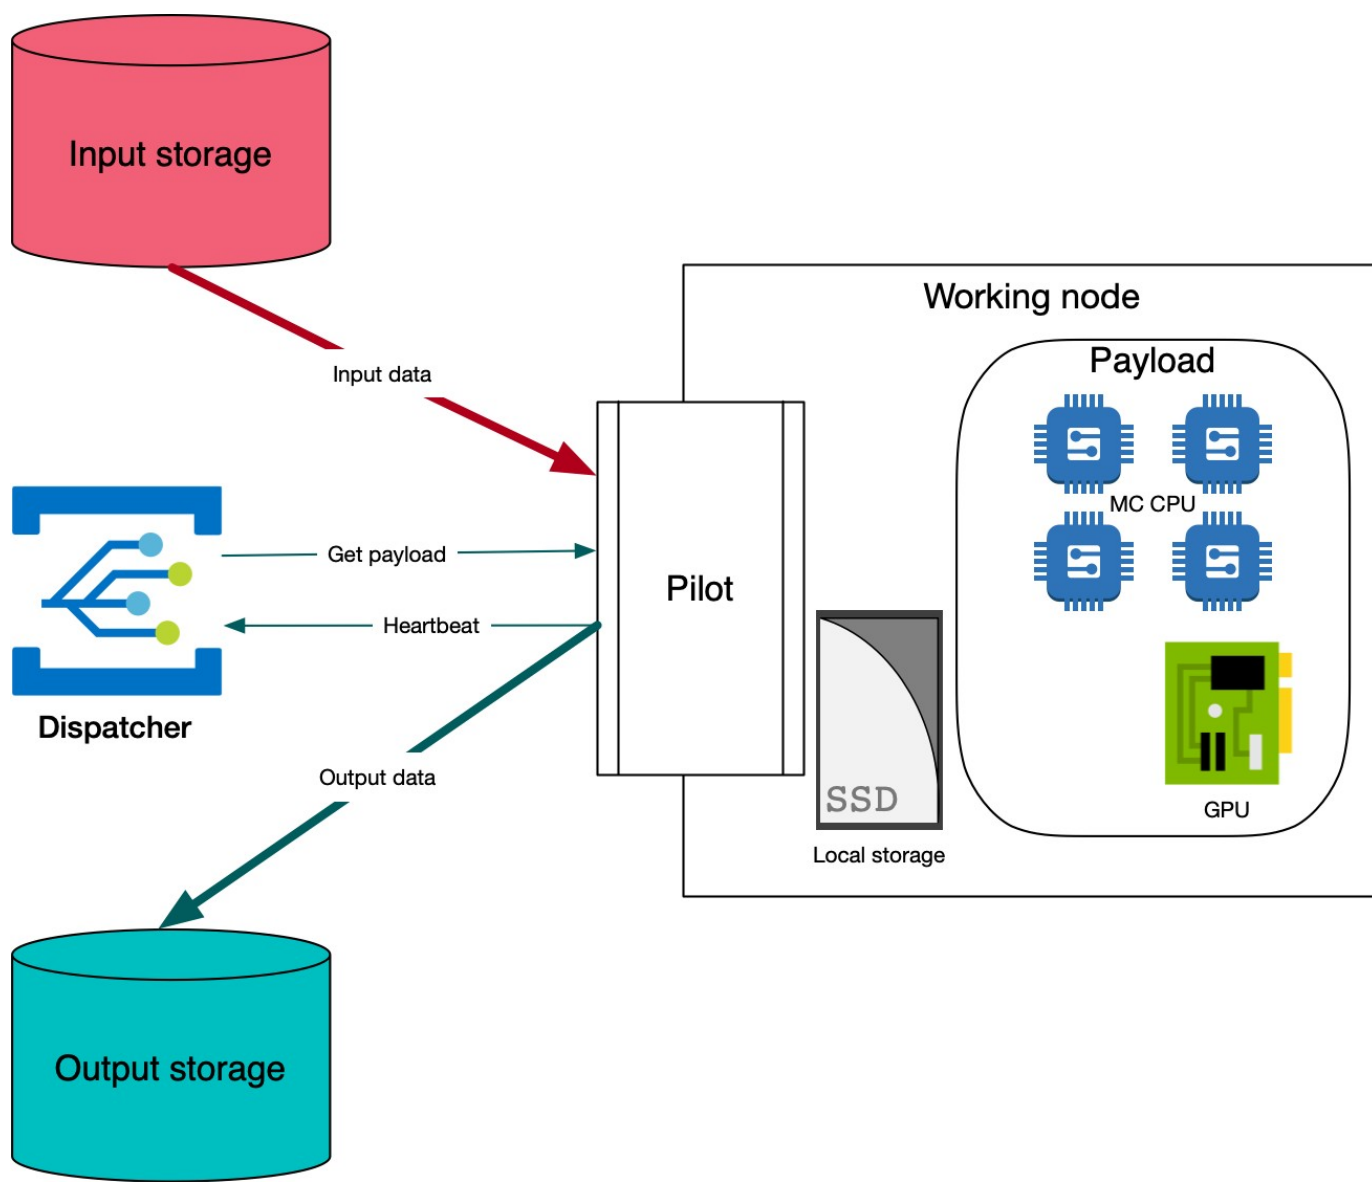 Input storage
Working node
Payload
Input data
MC CPU
Get payload
Pilot
Heartbeat
Dispatcher
Output data
SSD
GPU
Local storage
Output storage